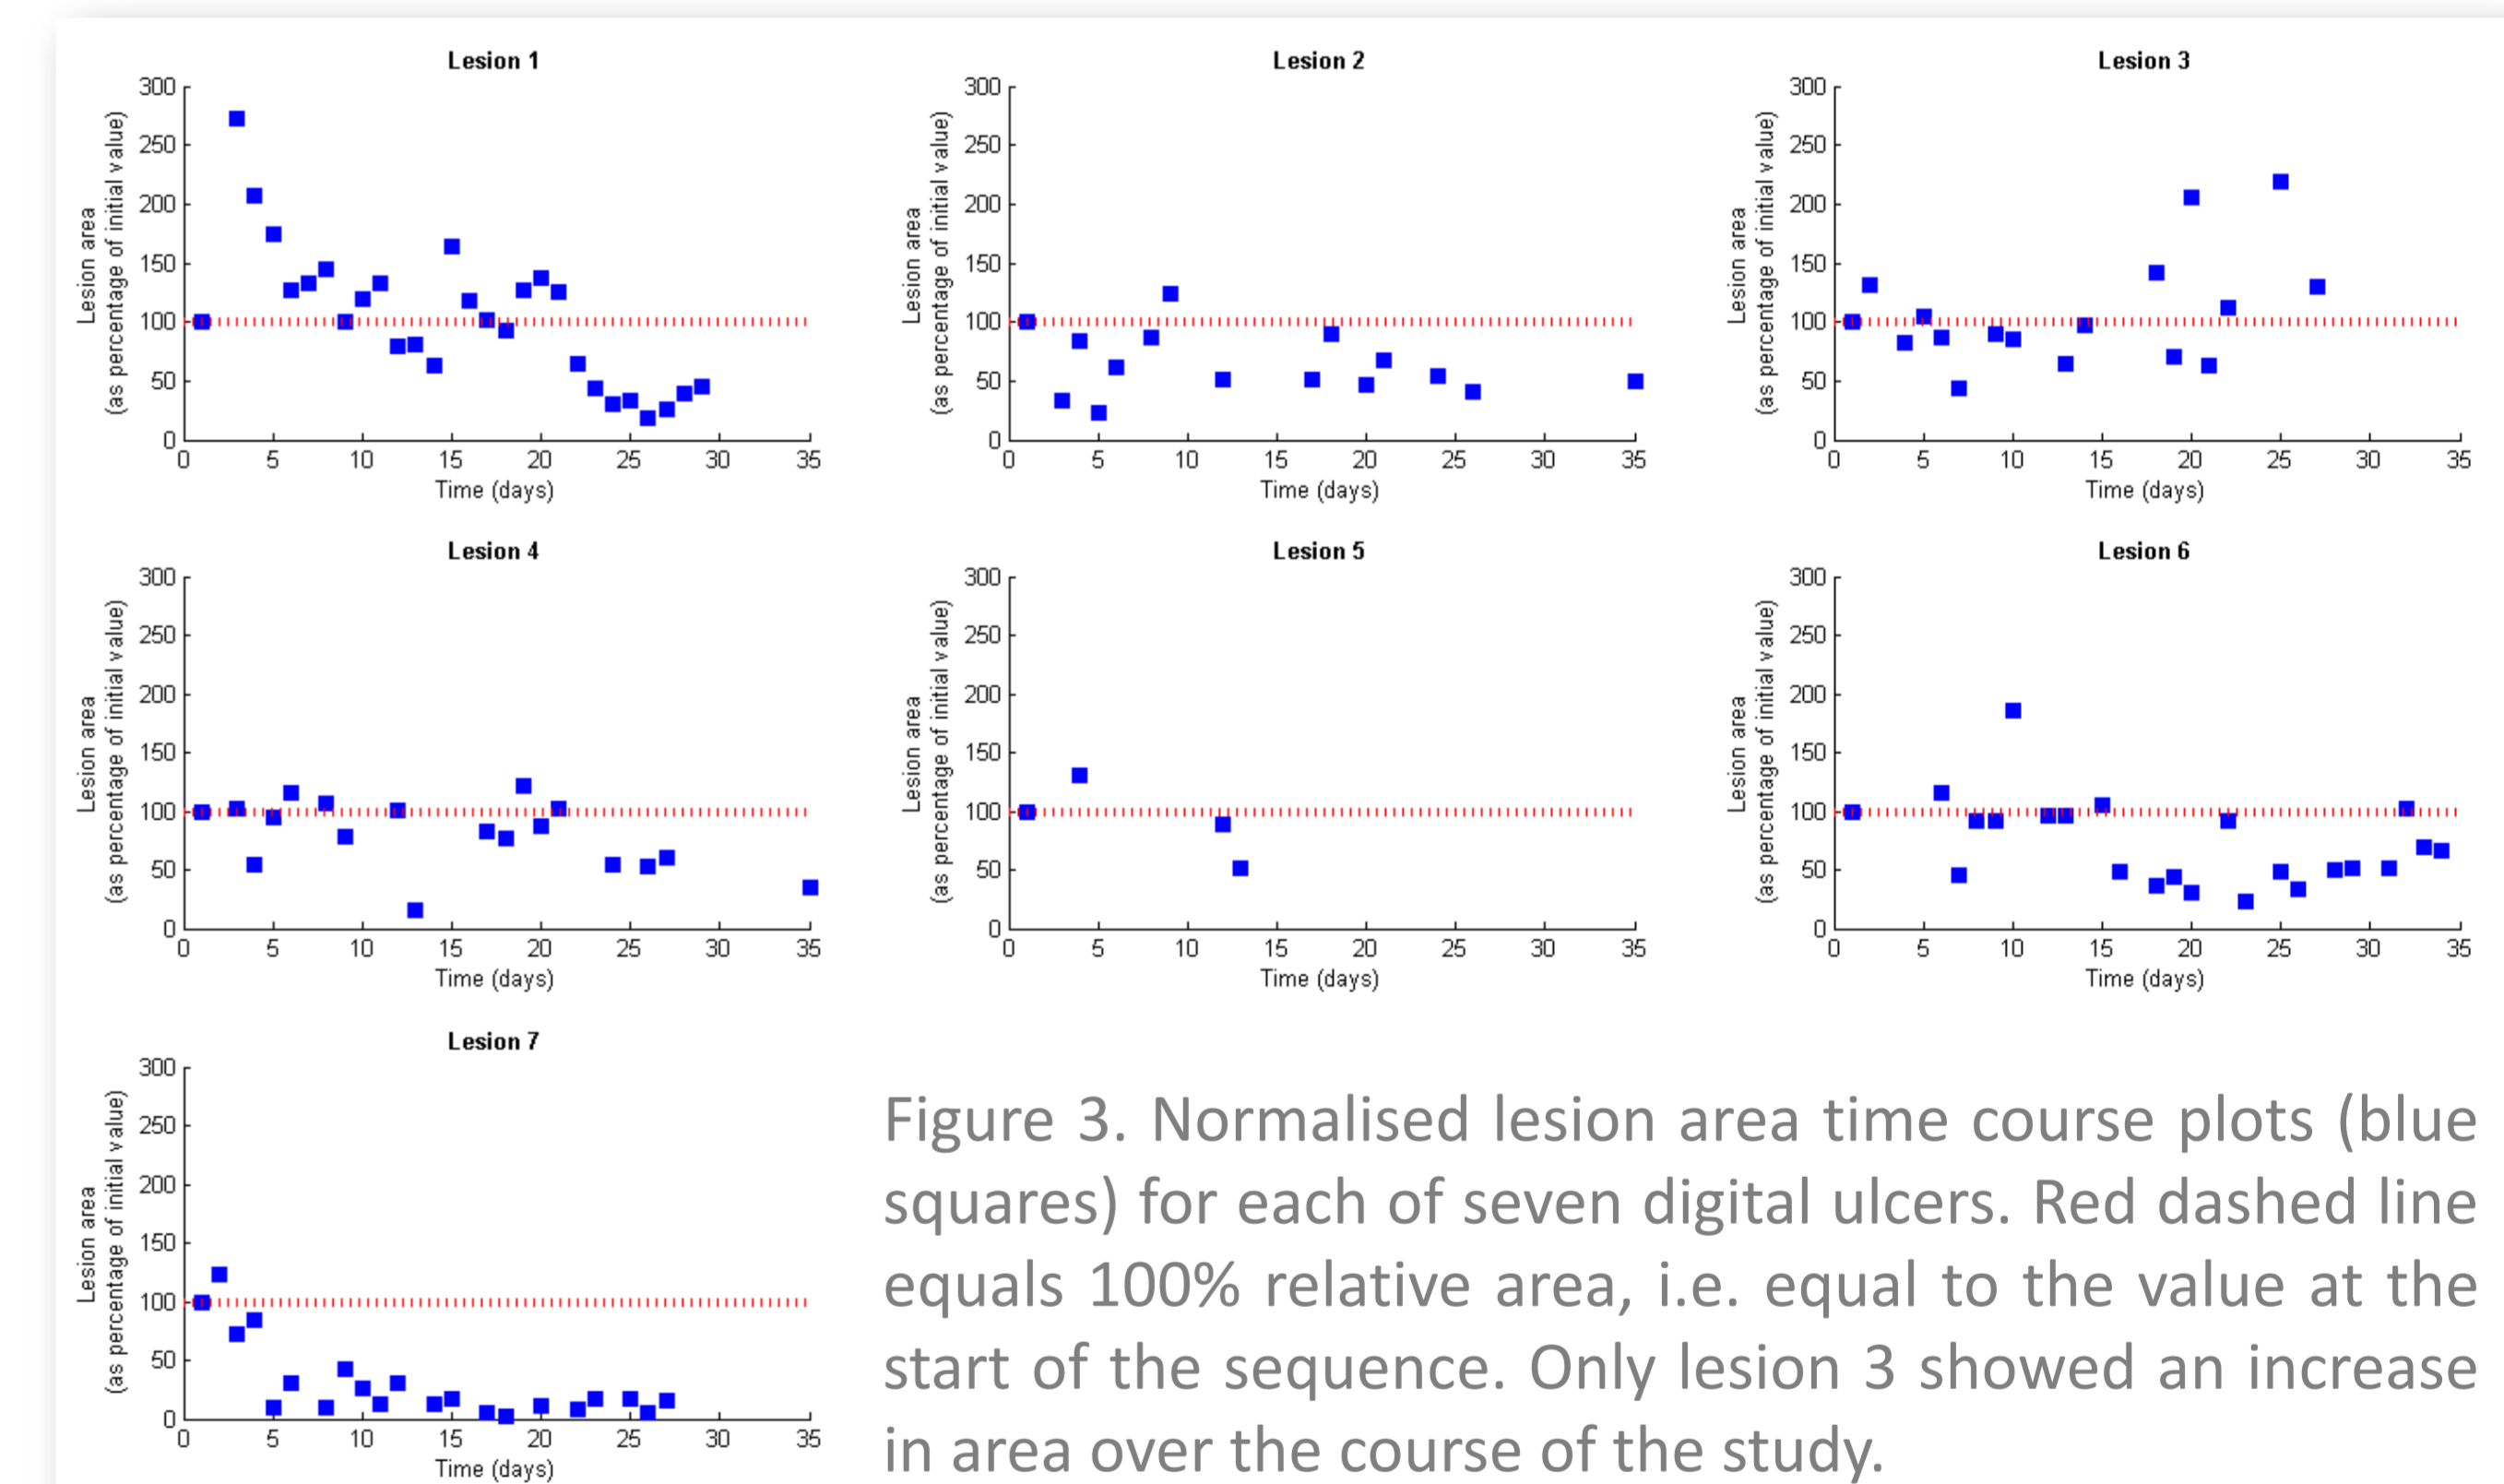 Lesion 1
Lesion 2
Lesion 3
Lesion area
(as percentage of initial value)
300
250
200
150
100
50
0
0 5 10 15 20 25 30 35
Time (days)
Lesion area
(as percentage of initial value)
300
250
200
150
100
50
0
0 5 10 15 20 25 30 35
Time (days)
Lesion area
(as percentage of initial value)
300
250
200
150
100
50
0
0 5 10 15 20 25 30 35
Time (days)
Lesion 4
Lesion 5
Lesion 6
Lesion area
(as percentage of initial value)
300
250
200
150
100
50
0
0 5 10 15 20 25 30 35
Time (days)
Lesion area
(as percentage of initial value)
300
250
200
150
100
50
0
0 5 10 15 20 25 30 35
Time (days)
Lesion area
(as percentage of initial value)
300
250
200
150
100
50
0
0 5 10 15 20 25 30 35
Time (days)
Lesion 7
Lesion area
(as percentage of initial value)
300
250
200
150
100
50
0
0 5 10 15 20 25 30 35
Time (days)
Figure 3. Normalised lesion area time course plots (blue
squares) for each of seven digital ulcers. Red dashed line
equals 100% relative area, i.e. equal to the value at the
start of the sequence. Only lesion 3 showed an increase
in area over the course of the study.